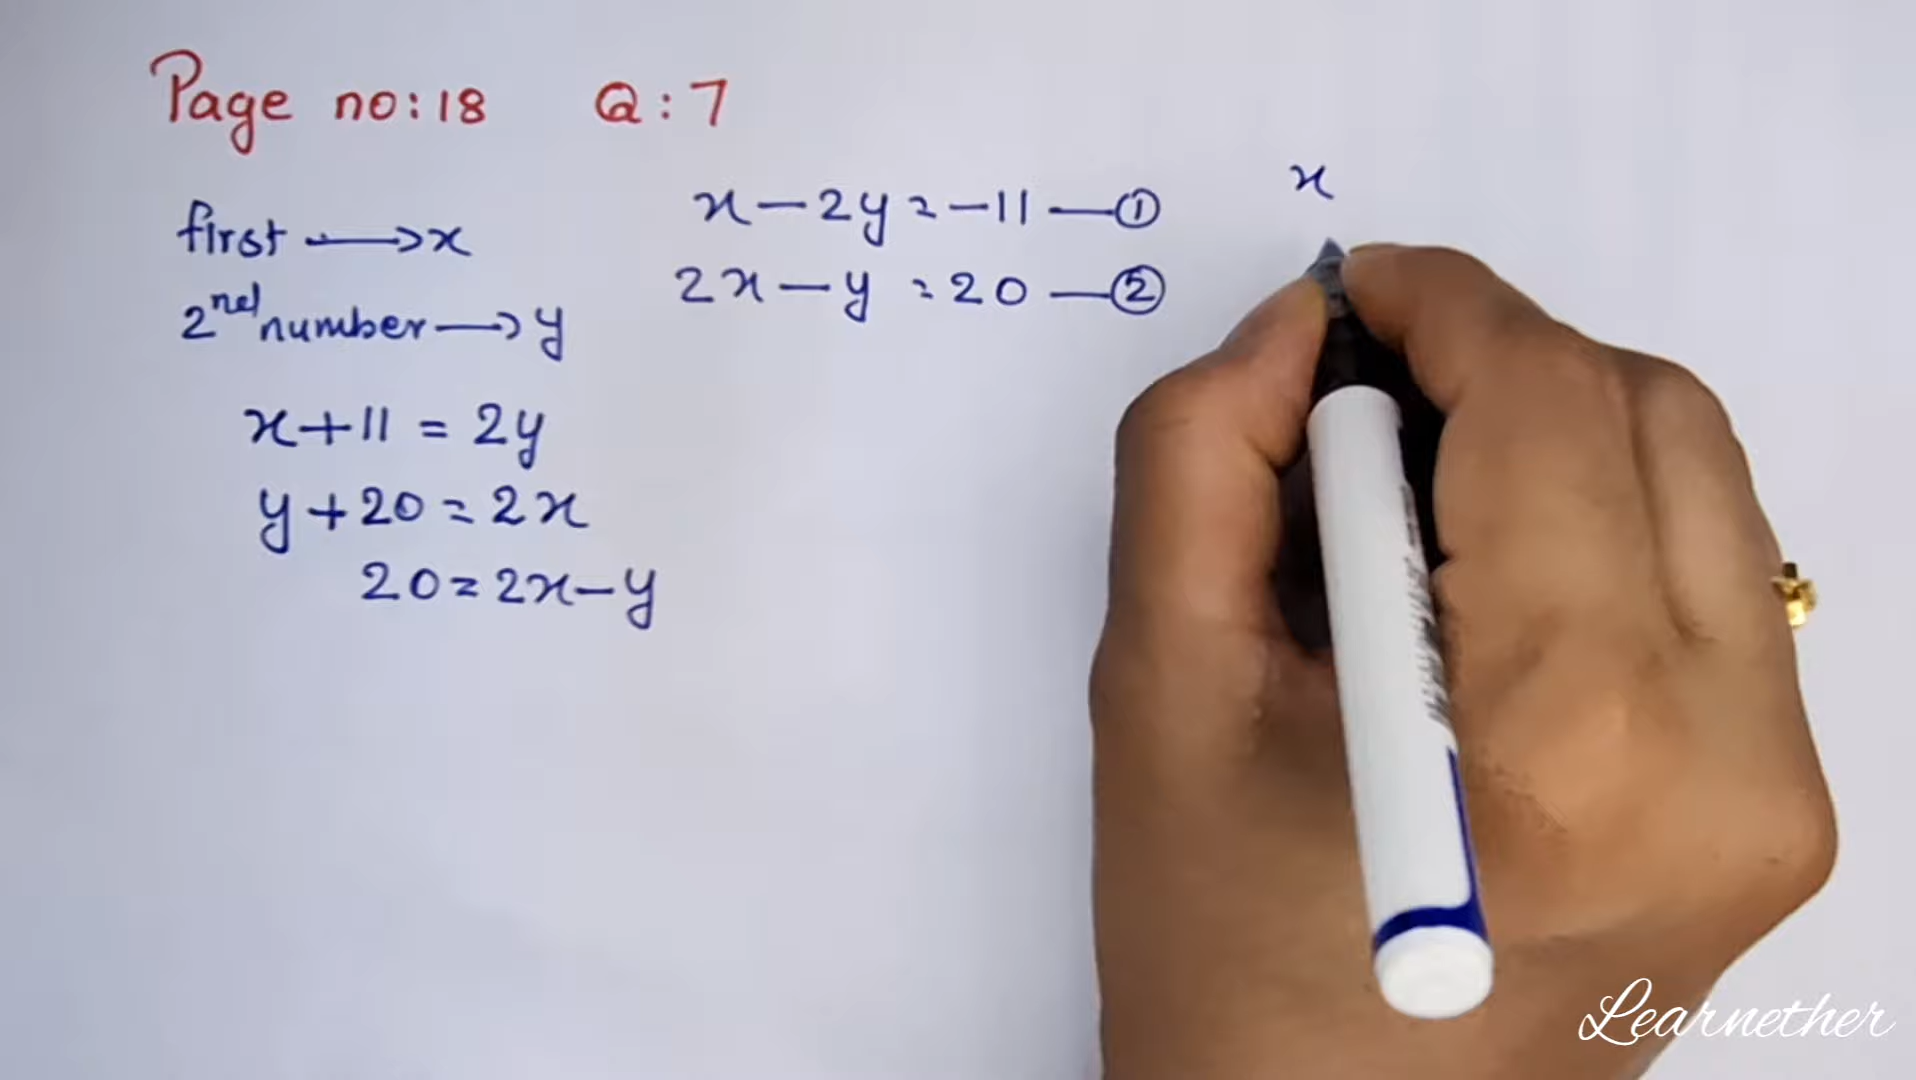 Page no:18 Q:7
first ⟶ x
2nd number ⟶ y
x+11 = 2y
y+20=2x
20=2x-y
x-2y=-11 —①
2x-y =20 —②
x
Learnether